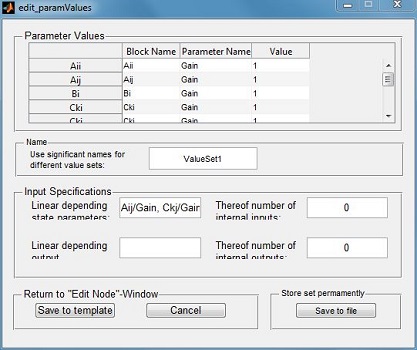 edit_paramValues
Parameter Values
Block Name Parameter Name Value
Aii Aii Gain 1
Aij Aij Gain 1
Bi Bi Gain 1
Cki Cki Gain 1
Ckj Ckj Gain 1
Name
Use significant names for
different value sets:
ValueSet1
Input Specifications
Linear depending
state parameters:
Aij/Gain, Ckj/Gain
Thereof number of
internal inputs:
0
Linear depending
output
Thereof number of
internal outputs:
0
Return to "Edit Node"-Window
Save to template
Cancel
Store set permamently
Save to file